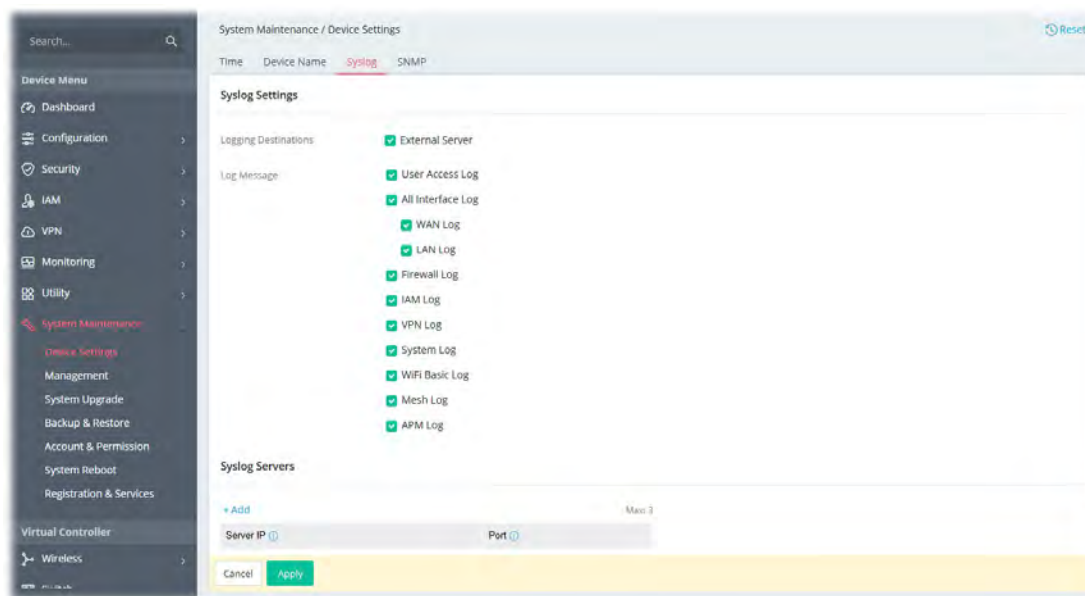 Search...
Device Menu
Dashboard
Configuration
Security
IAM
VPN
Monitoring
Utility
System Maintenance
Device Settings
Management
System Upgrade
Backup & Restore
Account & Permission
System Reboot
Registration & Services
Virtual Controller
Wireless
Switch
System Maintenance / Device Settings
Reset
Time Device Name Syslog SNMP
Syslog Settings
Logging Destinations External Server
Log Message User Access Log
All Interface Log
WAN Log
LAN Log
Firewall Log
IAM Log
VPN Log
System Log
WiFi Basic Log
Mesh Log
APM Log
Syslog Servers
+ Add Max: 3
Server IP Port
Cancel Apply